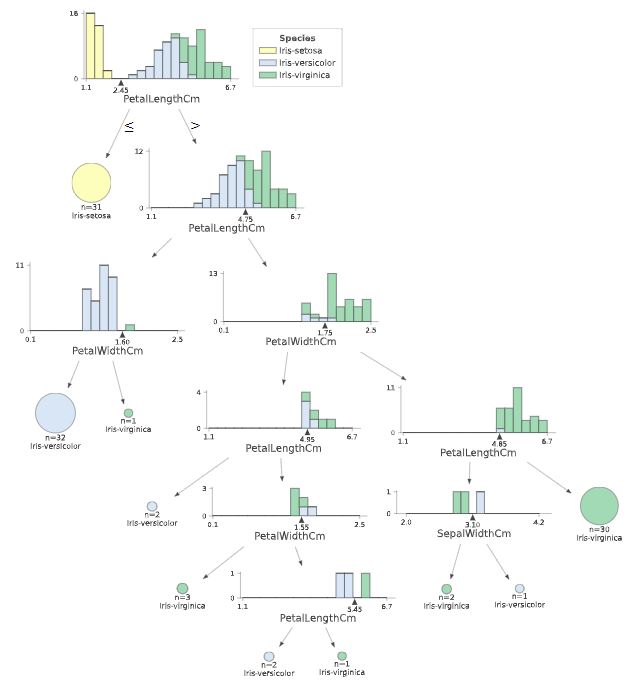 18
0
1.1
2.45
6.7
PetalLengthCm
Species
Iris-setosa
Iris-versicolor
Iris-virginica
≤
>
n=31
Iris-setosa
12
0
1.1
4.75
6.7
PetalLengthCm
11
0
0.1
1.60
2.5
PetalWidthCm
13
0
0.1
1.75
2.5
PetalWidthCm
n=32
Iris-versicolor
n=1
Iris-virginica
4
0
1.1
4.95
6.7
PetalLengthCm
11
0
1.1
4.85
6.7
PetalLengthCm
n=2
Iris-versicolor
3
0
0.1
1.55
2.5
PetalWidthCm
1
0
2.0
3.10
4.2
SepalWidthCm
n=30
Iris-virginica
n=3
Iris-virginica
1
0
1.1
5.45
6.7
PetalLengthCm
n=2
Iris-virginica
n=1
Iris-versicolor
n=2
Iris-versicolor
n=1
Iris-virginica